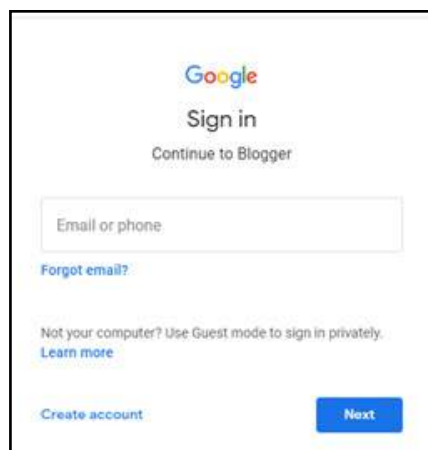 Google
Sign in
Continue to Blogger
Email or phone
Forgot email?
Not your computer? Use Guest mode to sign in privately.
Learn more
Create account
Next